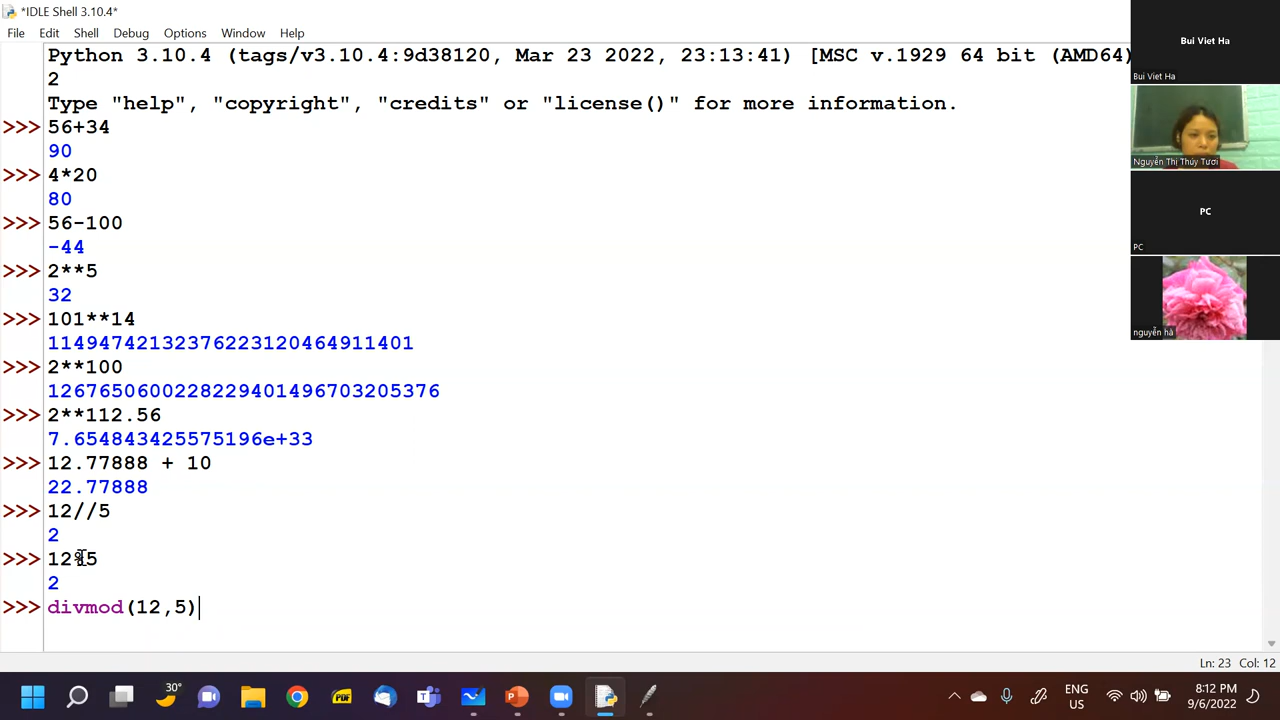 *IDLE Shell 3.10.4*
File Edit Shell Debug Options Window Help
Python 3.10.4 (tags/v3.10.4:9d38120, Mar 23 2022, 23:13:41) [MSC v.1929 64 bit (AMD64)
2
Type "help", "copyright", "credits" or "license()" for more information.
>>> 56+34
90
>>> 4*20
80
>>> 56-100
-44
>>> 2**5
32
>>> 101**14
11494742132376223120464911401
>>> 2**100
1267650600228229401496703205376
>>> 2**112.56
7.654843425575196e+33
>>> 12.77888 + 10
22.77888
>>> 12//5
2
>>> 12%5
2
>>> divmod(12,5)
Ln: 23 Col: 12
Bui Viet Ha
Bui Viet Ha
Nguyễn Thị Thúy Tươi
PC
PC
nguyễn hà
30°
PDF
ENG
US
8:12 PM
9/6/2022